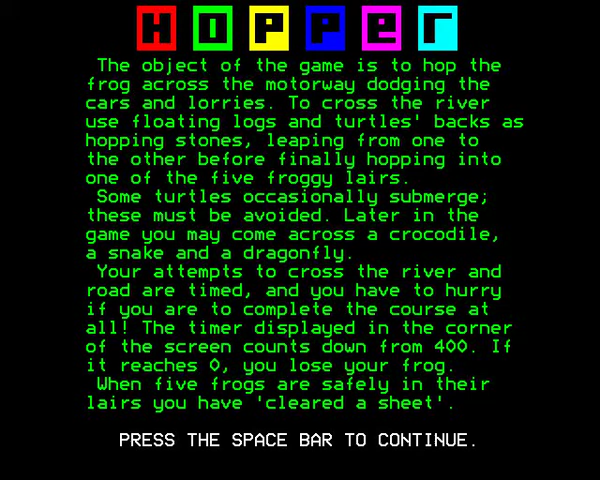 HOPPer
The object of the game is to hop the
frog across the motorway dodging the
cars and lorries. To cross the river
use floating logs and turtles' backs as
hopping stones, leaping from one to
the other before finally hopping into
one of the five froggy lairs.
Some turtles occasionally submerge;
these must be avoided. Later in the
game you may come across a crocodile,
a snake and a dragonfly.
Your attempts to cross the river and
road are timed, and you have to hurry
if you are to complete the course at
all! The timer displayed in the corner
of the screen counts down from 400. If
it reaches 0, you lose your frog.
When five frogs are safely in their
lairs you have 'cleared a sheet'.
PRESS THE SPACE BAR TO CONTINUE.